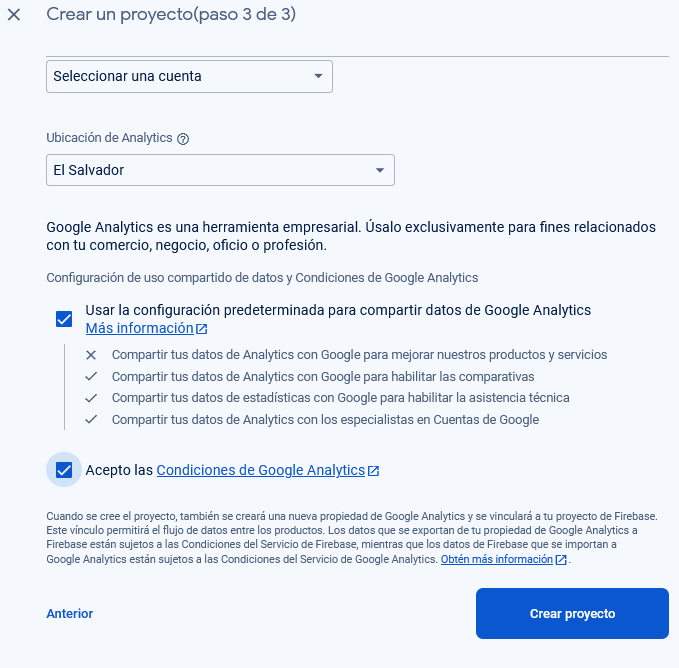 Crear un proyecto(paso 3 de 3)
Seleccionar una cuenta
Ubicación de Analytics
El Salvador
Google Analytics es una herramienta empresarial. Úsalo exclusivamente para fines relacionados
con tu comercio, negocio, oficio o profesión.
Configuración de uso compartido de datos y Condiciones de Google Analytics
Usar la configuración predeterminada para compartir datos de Google Analytics
Más información
Compartir tus datos de Analytics con Google para mejorar nuestros productos y servicios
Compartir tus datos de Analytics con Google para habilitar las comparativas
Compartir tus datos de estadísticas con Google para habilitar la asistencia técnica
Compartir tus datos de Analytics con los especialistas en Cuentas de Google
Acepto las Condiciones de Google Analytics
Cuando se cree el proyecto, también se creará una nueva propiedad de Google Analytics y se vinculará a tu proyecto de Firebase.
Este vínculo permitirá el flujo de datos entre los productos. Los datos que se exportan de tu propiedad de Google Analytics a
Firebase están sujetos a las Condiciones del Servicio de Firebase, mientras que los datos de Firebase que se importan a
Google Analytics están sujetos a las Condiciones del Servicio de Google Analytics. Obtén más información.
Anterior
Crear proyecto